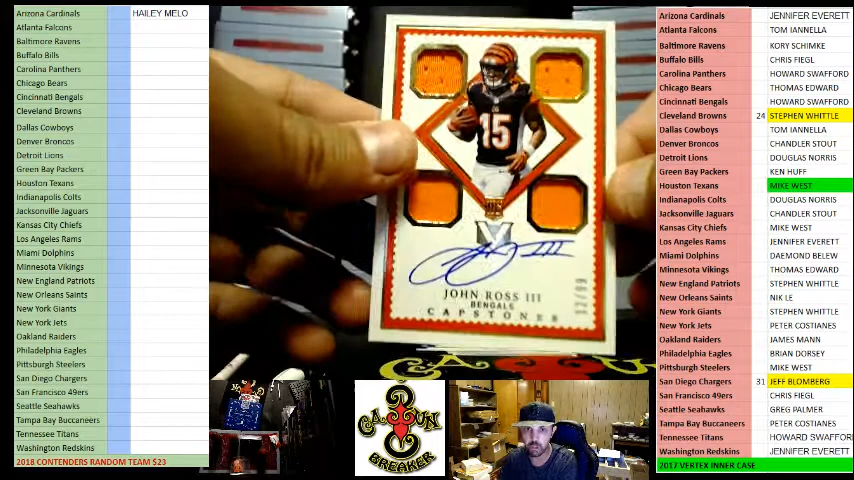 Arizona Cardinals HAILEY MELO
Atlanta Falcons
Baltimore Ravens
Buffalo Bills
Carolina Panthers
Chicago Bears
Cincinnati Bengals
Cleveland Browns
Dallas Cowboys
Denver Broncos
Detroit Lions
Green Bay Packers
Houston Texans
Indianapolis Colts
Jacksonville Jaguars
Kansas City Chiefs
Los Angeles Rams
Miami Dolphins
Minnesota Vikings
New England Patriots
New Orleans Saints
New York Giants
New York Jets
Oakland Raiders
Philadelphia Eagles
Pittsburgh Steelers
San Diego Chargers
San Francisco 49ers
Seattle Seahawks
Tampa Bay Buccaneers
Tennessee Titans
Washington Redskins
2018 CONTENDERS RANDOM TEAM $23
15
JOHN ROSS III
BENGALS
CAPSTONES
CAJUN
BREAKER
Arizona Cardinals JENNIFER EVERETT
Atlanta Falcons TOM IANNELLA
Baltimore Ravens KORY SCHIMKE
Buffalo Bills CHRIS FIEGL
Carolina Panthers HOWARD SWAFFORD
Chicago Bears THOMAS EDWARD
Cincinnati Bengals HOWARD SWAFFORD
Cleveland Browns 24 STEPHEN WHITTLE
Dallas Cowboys TOM IANNELLA
Denver Broncos CHANDLER STOUT
Detroit Lions DOUGLAS NORRIS
Green Bay Packers KEN HUFF
Houston Texans MIKE WEST
Indianapolis Colts DOUGLAS NORRIS
Jacksonville Jaguars CHANDLER STOUT
Kansas City Chiefs MIKE WEST
Los Angeles Rams JENNIFER EVERETT
Miami Dolphins DAEMOND BELEW
Minnesota Vikings THOMAS EDWARD
New England Patriots STEPHEN WHITTLE
New Orleans Saints NIK LE
New York Giants STEPHEN WHITTLE
New York Jets PETER COSTIANES
Oakland Raiders JAMES MANN
Philadelphia Eagles BRIAN DORSEY
Pittsburgh Steelers MIKE WEST
San Diego Chargers 31 JEFF BLOMBERG
San Francisco 49ers CHRIS FIEGL
Seattle Seahawks GREG PALMER
Tampa Bay Buccaneers PETER COSTIANES
Tennessee Titans HOWARD SWAFFORD
Washington Redskins JENNIFER EVERETT
2017 VERTEX INNER CASE